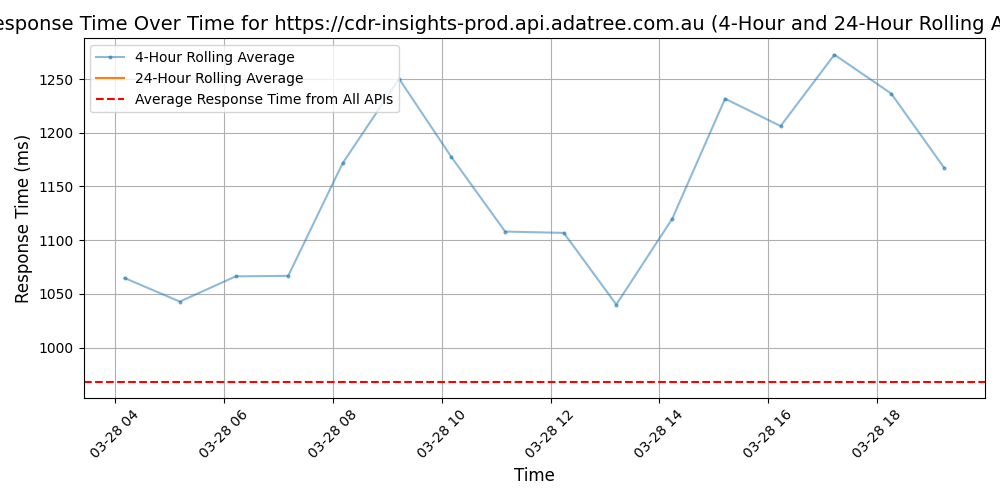 esponse Time Over Time for https://cdr-insights-prod.api.adatree.com.au (4-Hour and 24-Hour Rolling A
4-Hour Rolling Average
24-Hour Rolling Average
Average Response Time from All APIs
Response Time (ms)
1250
1200
1150
1100
1050
1000
03-28 04
03-28 06
03-28 08
03-28 10
03-28 12
03-28 14
03-28 16
03-28 18
Time